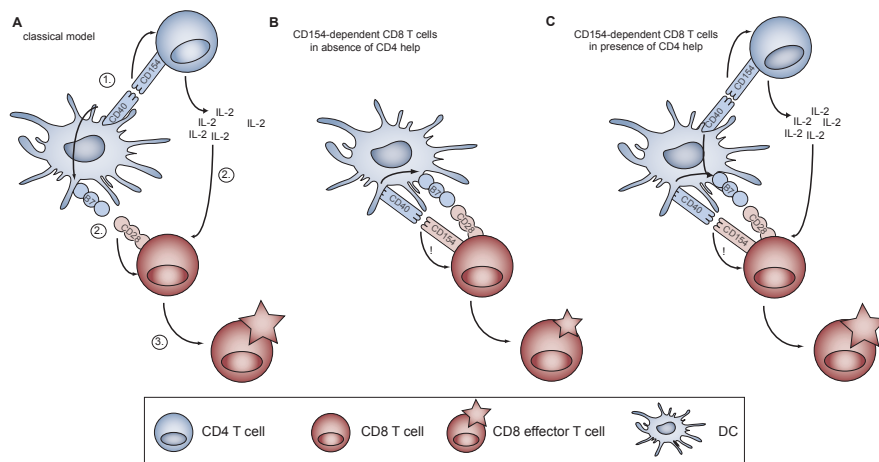 A
classical model
1.
CD154
CD40
IL-2
IL-2
IL-2
IL-2 IL-2
2.
B7
2.
CD28
3.
B
CD154-dependent CD8 T cells
in absence of CD4 help
B7
CD40
CD28
CD154
!
C
CD154-dependent CD8 T cells
in presence of CD4 help
CD154
CD40
IL-2
IL-2 IL-2
IL-2 IL-2
B7
CD40
CD28
CD154
!
CD4 T cell
CD8 T cell
CD8 effector T cell
DC